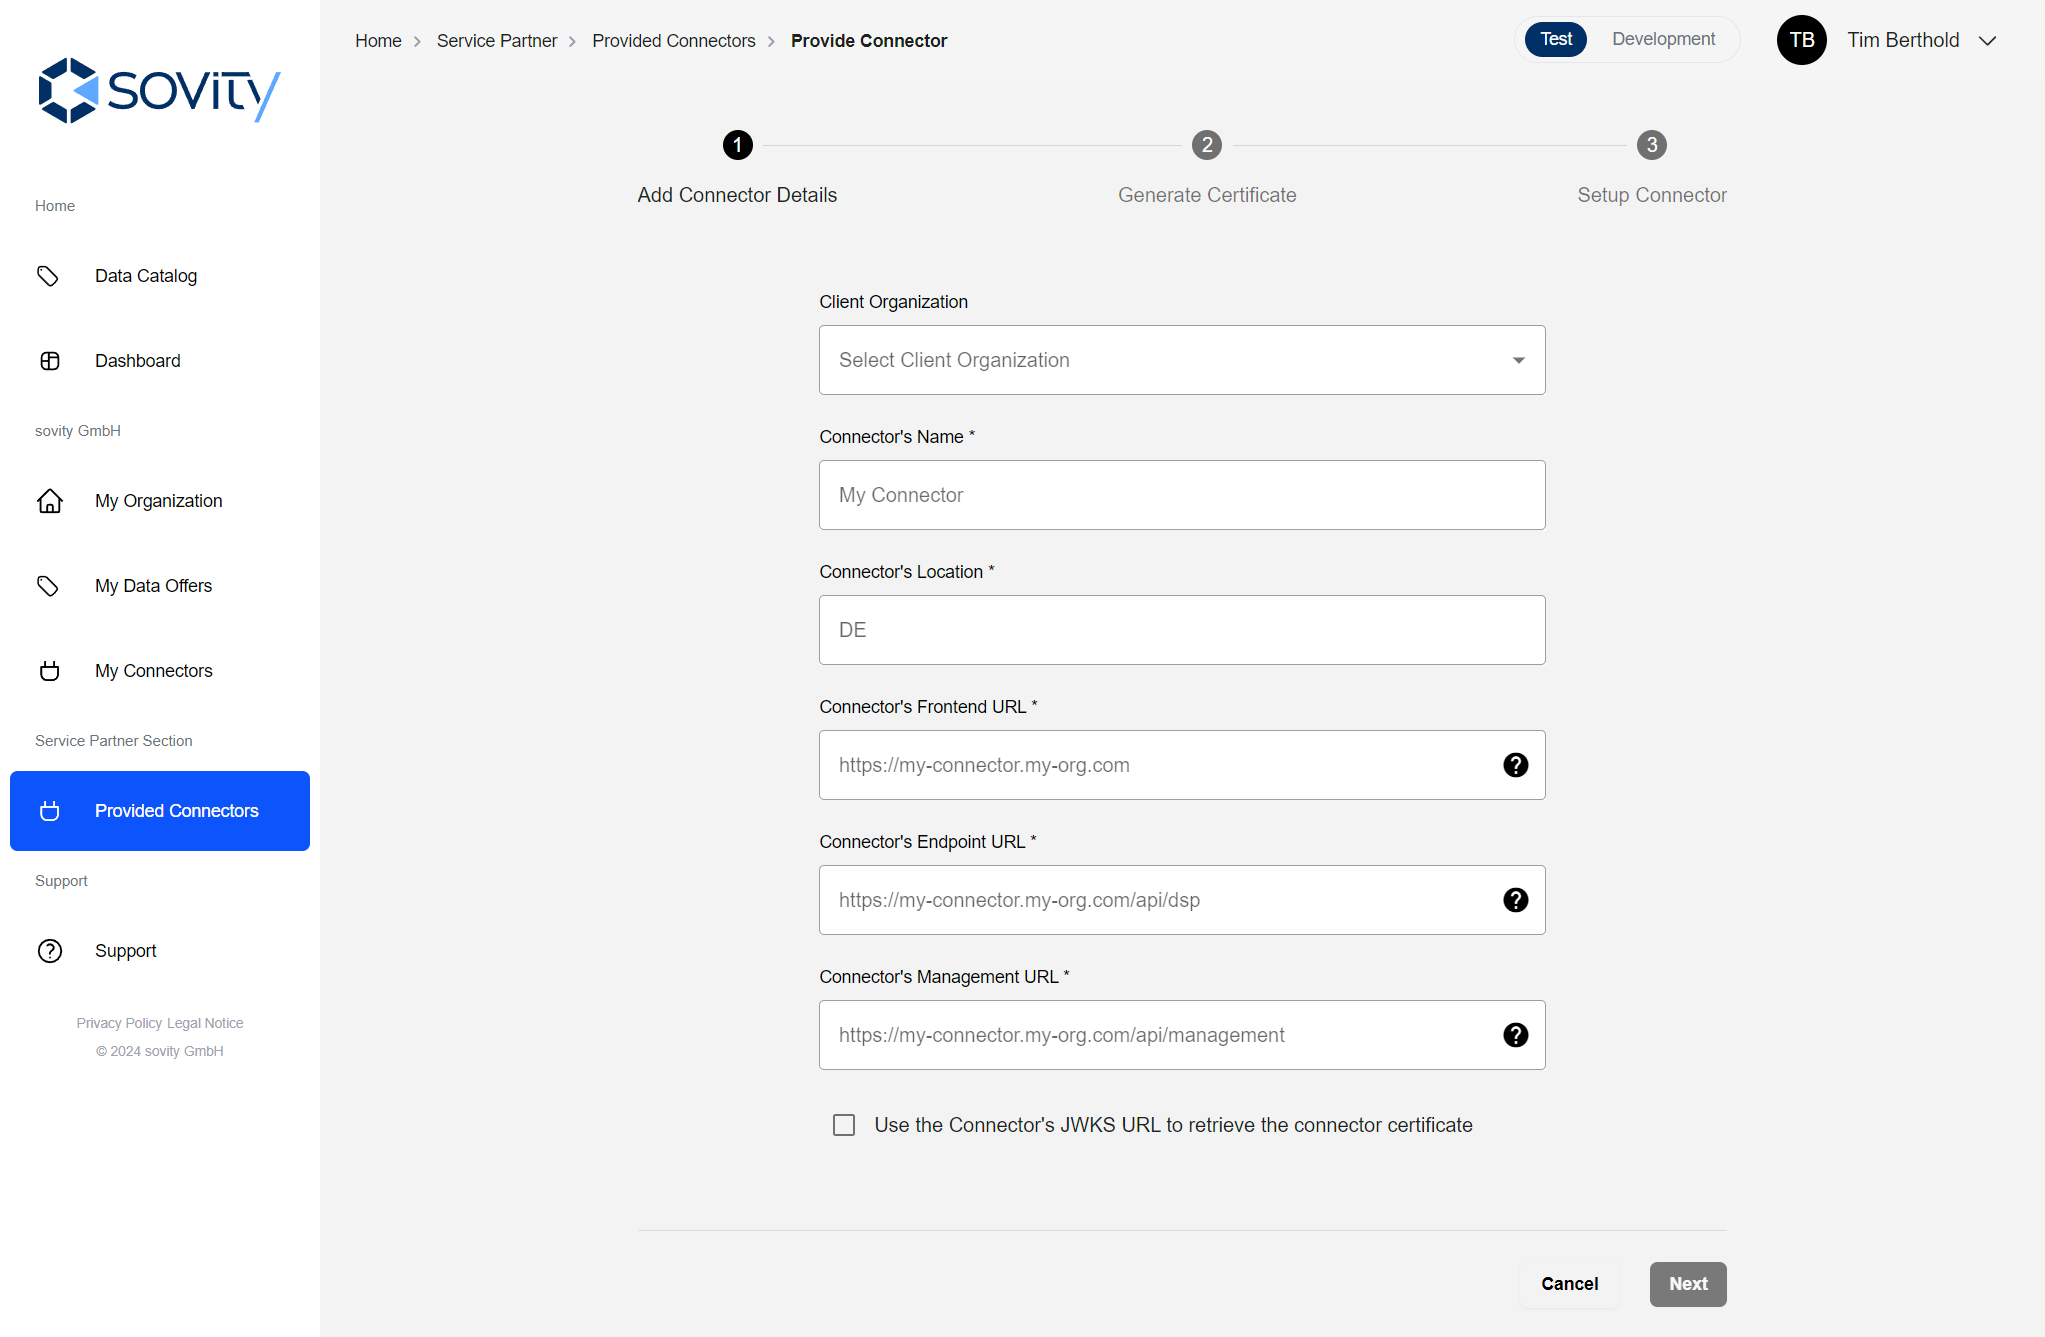 sovity
Home
Data Catalog
Dashboard
sovity GmbH
My Organization
My Data Offers
My Connectors
Service Partner Section
Provided Connectors
Support
Support
Privacy Policy Legal Notice
© 2024 sovity GmbH
Home Service Partner Provided Connectors Provide Connector
Test Development
TB Tim Berthold
1 2 3
Add Connector Details Generate Certificate Setup Connector
Client Organization
Select Client Organization
Connector's Name *
My Connector
Connector's Location *
DE
Connector's Frontend URL *
https://my-connector.my-org.com
Connector's Endpoint URL *
https://my-connector.my-org.com/api/dsp
Connector's Management URL *
https://my-connector.my-org.com/api/management
Use the Connector's JWKS URL to retrieve the connector certificate
Cancel Next